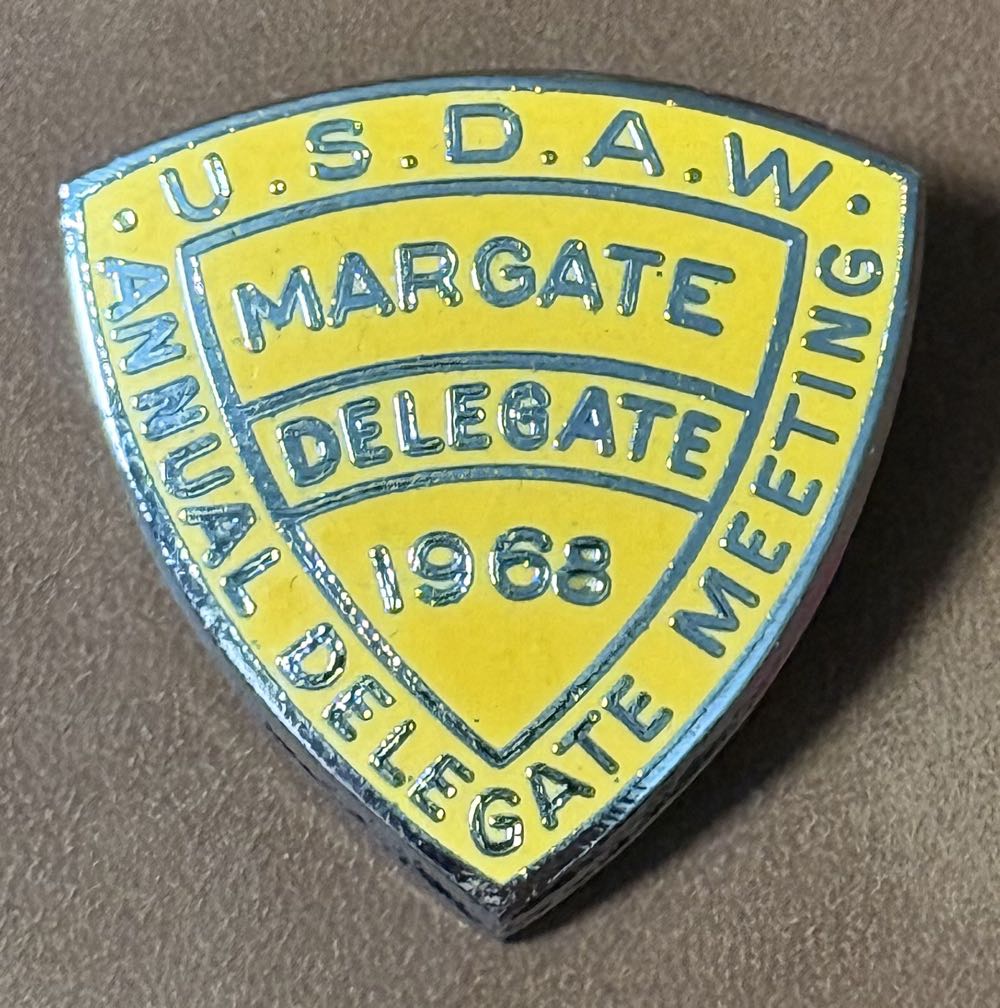 · U.S.D.A.W ·
MARGATE
DELEGATE
1968
ANNUAL DELEGATE MEETING